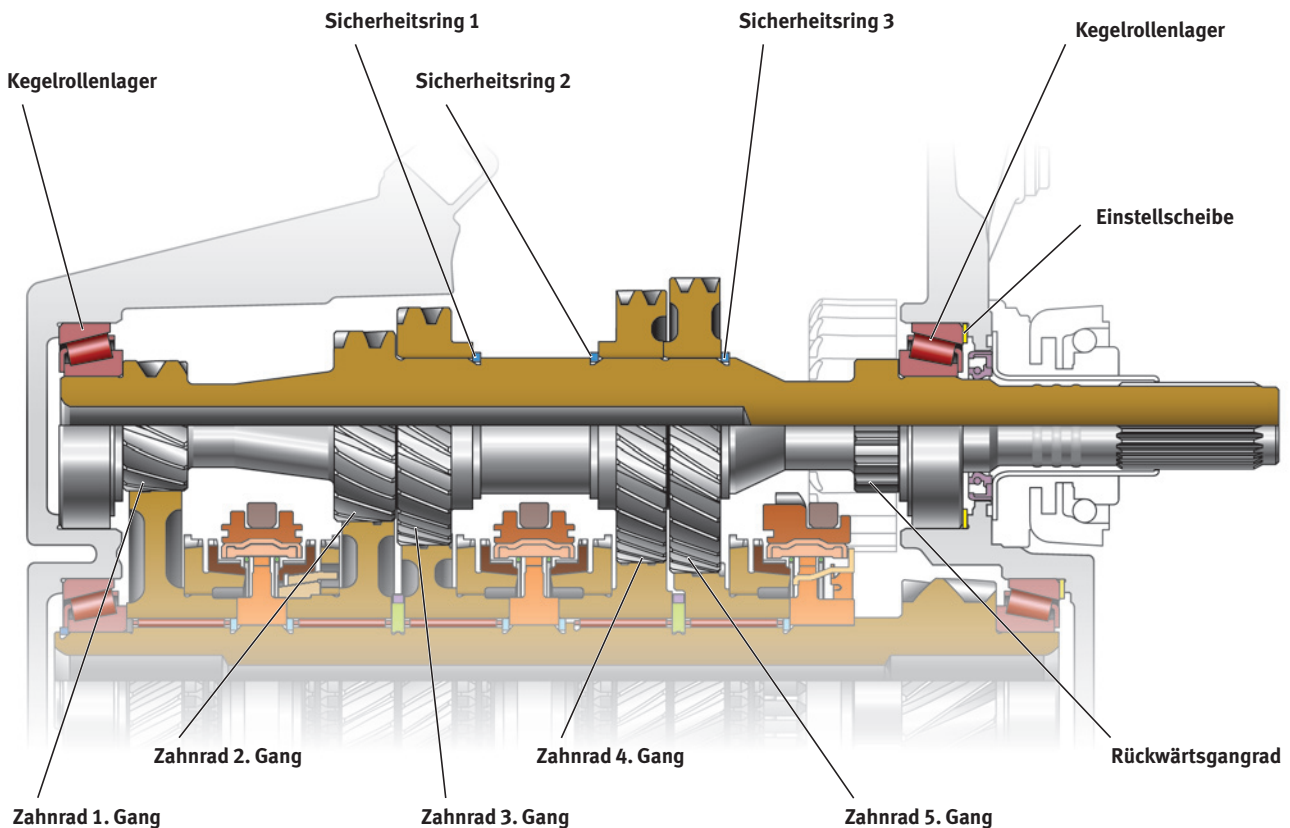 Sicherheitsring 1
Sicherheitsring 3
Kegelrollenlager
Kegelrollenlager
Sicherheitsring 2
Einstellscheibe
Zahnrad 2. Gang
Zahnrad 4. Gang
Rückwärtsgangrad
Zahnrad 1. Gang
Zahnrad 3. Gang
Zahnrad 5. Gang